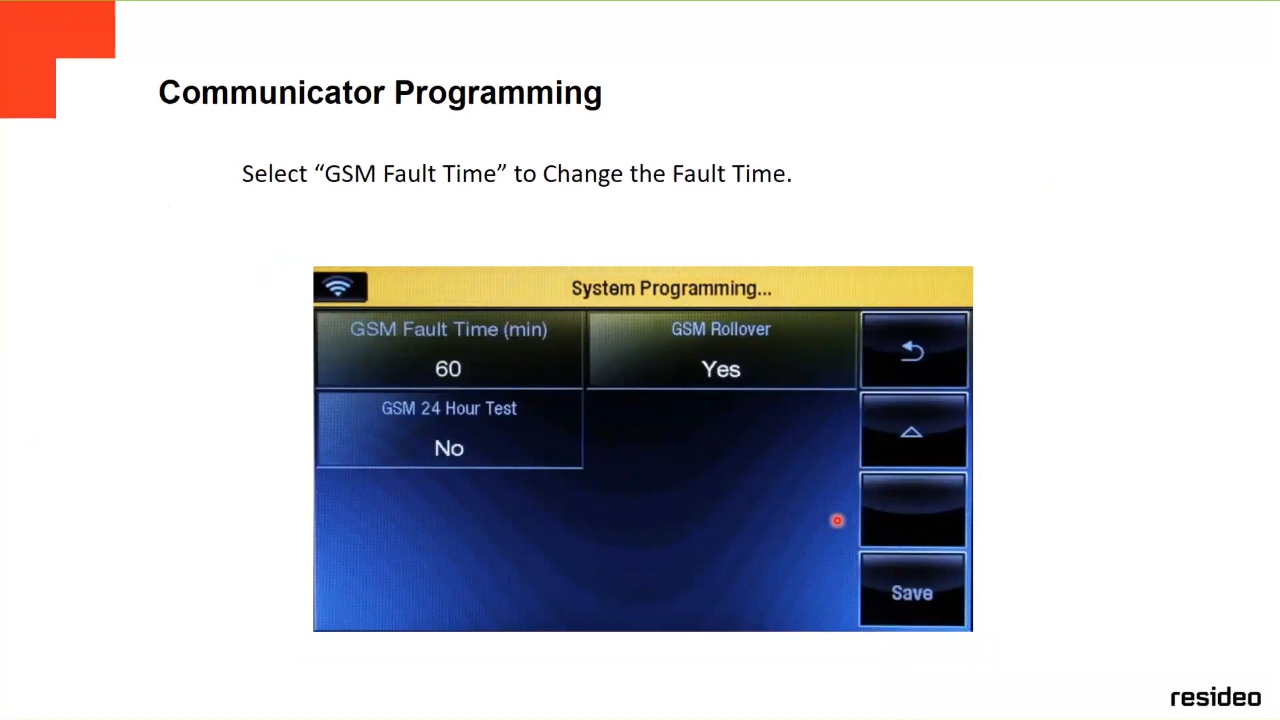 Communicator Programming
Select “GSM Fault Time” to Change the Fault Time.
System Programming...
GSM Fault Time (min)
60
GSM Rollover
Yes
GSM 24 Hour Test
No
Save
resideo